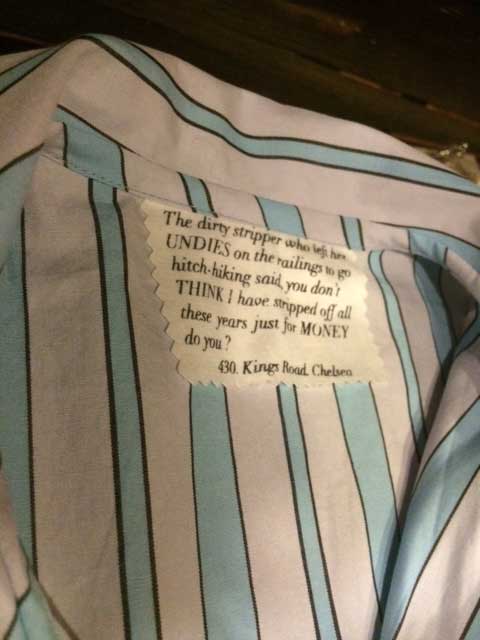 The dirty stripper who left her
UNDIES on the railings to go
hitch-hiking said, you don't
THINK I have stripped off all
these years just for MONEY
do you?
430. Kings Road. Chelsea